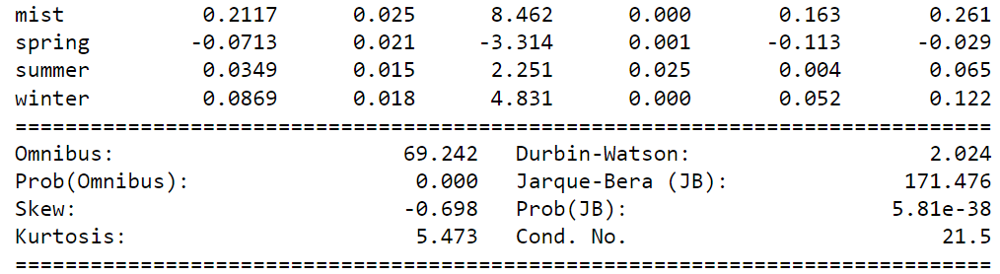 mist 0.2117 0.025 8.462 0.000 0.163 0.261
spring -0.0713 0.021 -3.314 0.001 -0.113 -0.029
summer 0.0349 0.015 2.251 0.025 0.004 0.065
winter 0.0869 0.018 4.831 0.000 0.052 0.122
==============================================================================
Omnibus: 69.242 Durbin-Watson: 2.024
Prob(Omnibus): 0.000 Jarque-Bera (JB): 171.476
Skew: -0.698 Prob(JB): 5.81e-38
Kurtosis: 5.473 Cond. No. 21.5
==============================================================================